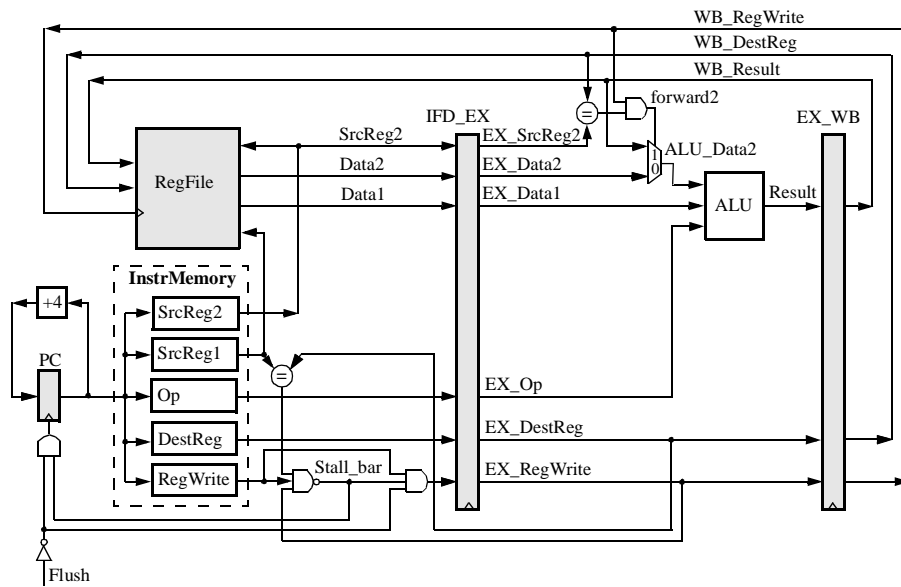 WB_RegWrite
WB_DestReg
WB_Result
forward2
IFD_EX
EX_WB
SrcReg2
EX_SrcReg2
=
1
0
ALU_Data2
RegFile
Data2
EX_Data2
Data1
EX_Data1
ALU
Result
InstrMemory
+4
SrcReg2
PC
SrcReg1
=
Op
EX_Op
DestReg
EX_DestReg
RegWrite
Stall_bar
EX_RegWrite
Flush